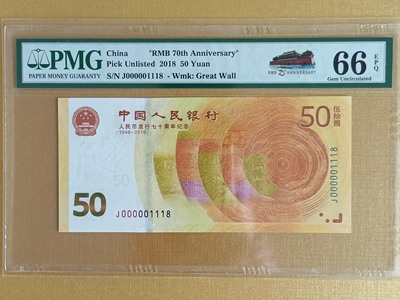 PMG
PAPER MONEY GUARANTY
China "RMB 70th Anniversary"
Pick Unlisted 2018 50 Yuan
S/N J000001118 - Wmk: Great Wall
66 EPQ
Gem Uncirculated
中国人民银行
人民币发行七十周年纪念
1948-2018
50 伍拾圆
50
50
J000001118
J000001118